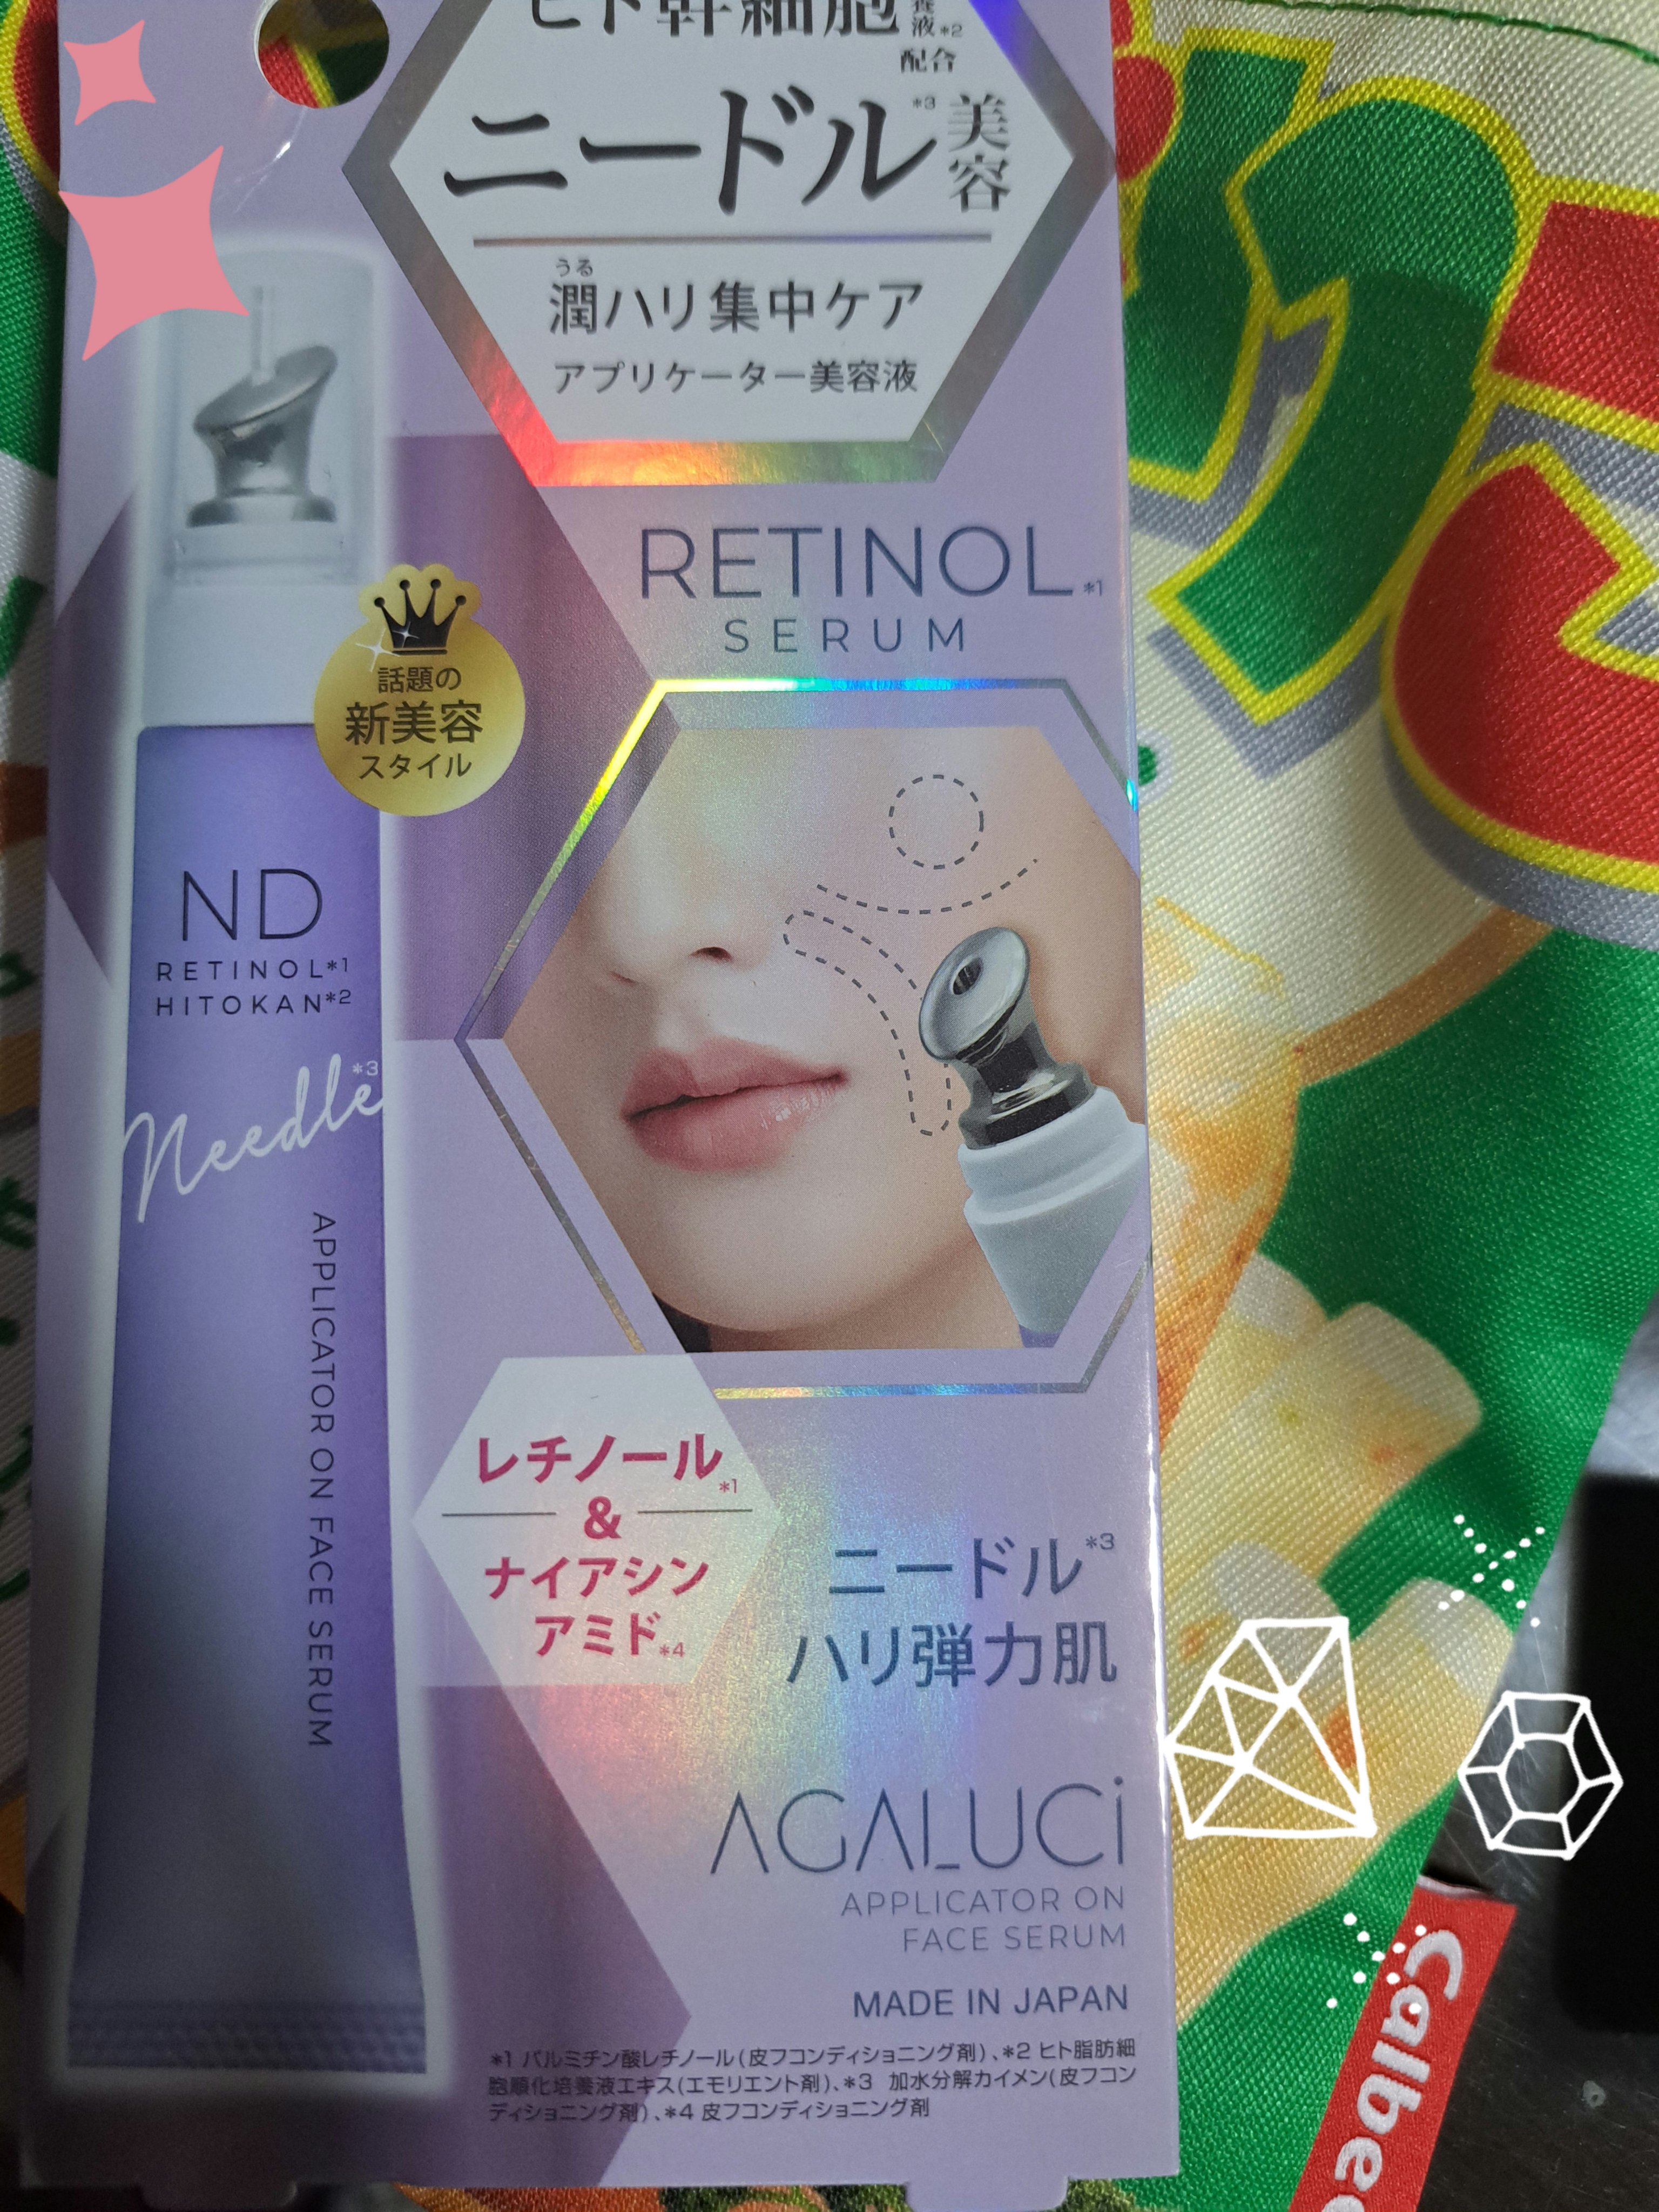 ヒト幹細胞
養
液*2
配合
ニードル*3
美容
うる
潤ハリ集中ケア
アプリケーター美容液
RETINOL*1
SERUM
話題の
新美容
スタイル
ND
RETINOL*1
HITOKAN*2
Needle*3
APPLICATOR ON FACE SERUM
レチノール*1
&
ナイアシン
アミド*4
ニードル*3
ハリ弾力肌
AGALUCi
APPLICATOR ON
FACE SERUM
MADE IN JAPAN
*1 パルミチン酸レチノール(皮フコンディショニング剤)、*2 ヒト脂肪細
胞順化培養液エキス(エモリエント剤)、*3 加水分解カイメン(皮フコン
ディショニング剤)、*4 皮フコンディショニング剤
Calbee